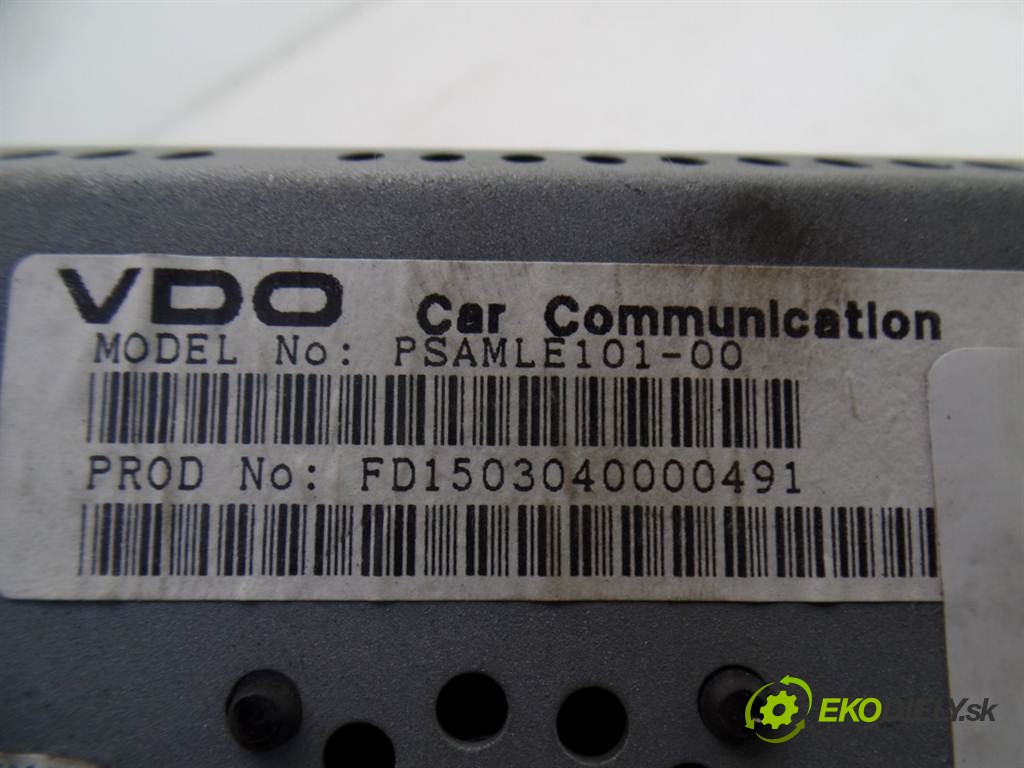 VDO Car Communication
MODEL No: PSAMLE101-00
PROD No: FD1503040000491
EKODIELY.sk